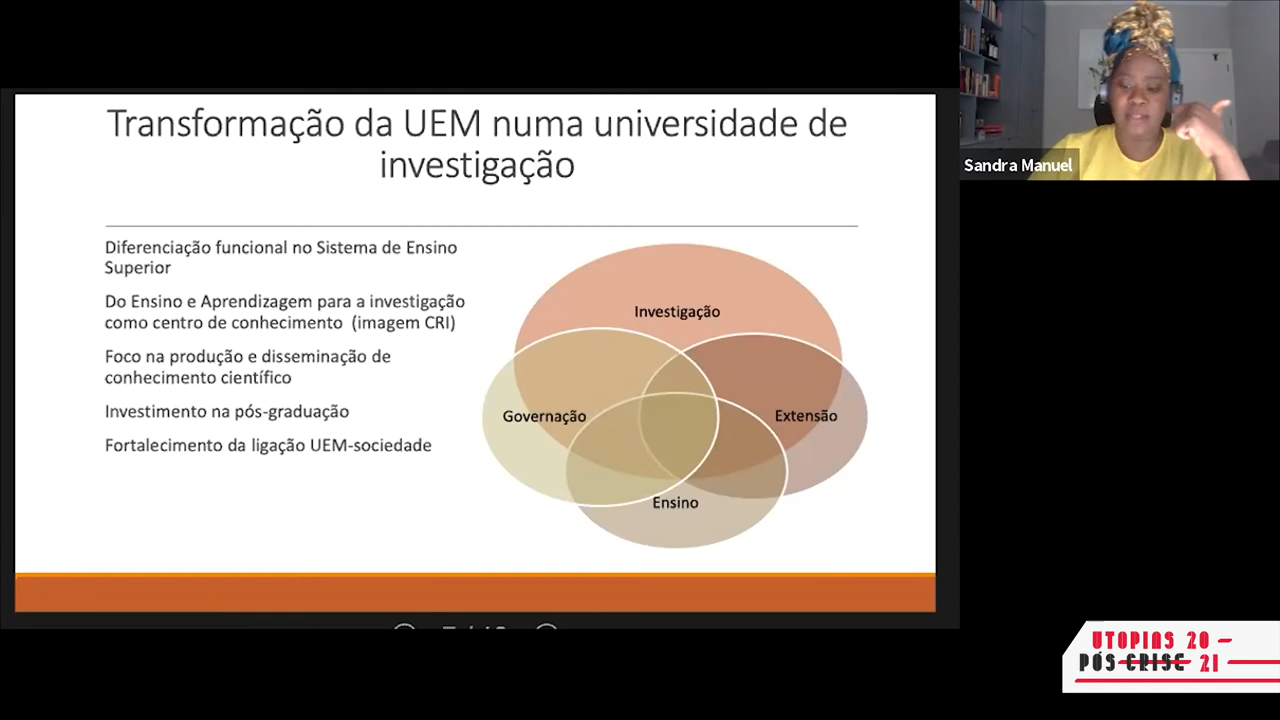 Transformação da UEM numa universidade de
investigação
Diferenciação funcional no Sistema de Ensino
Superior
Do Ensino e Aprendizagem para a investigação
como centro de conhecimento (imagem CRI)
Foco na produção e disseminação de
conhecimento científico
Investimento na pós-graduação
Fortalecimento da ligação UEM-sociedade
Investigação
Governação
Extensão
Ensino
Sandra Manuel
UTOPIAS 20
PÓS CRISE 21